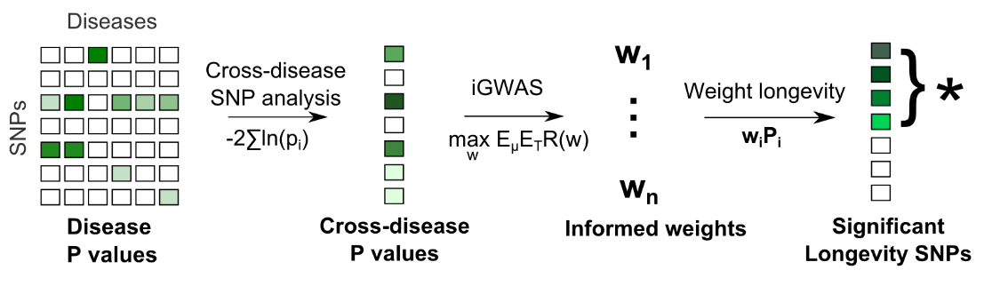 Diseases
SNPs
Disease
P values
Cross-disease
SNP analysis
-2∑ln(pi)
Cross-disease
P values
iGWAS
max EμETR(w)
w
w1
wn
Informed weights
Weight longevity
wiPi
*
Significant
Longevity SNPs